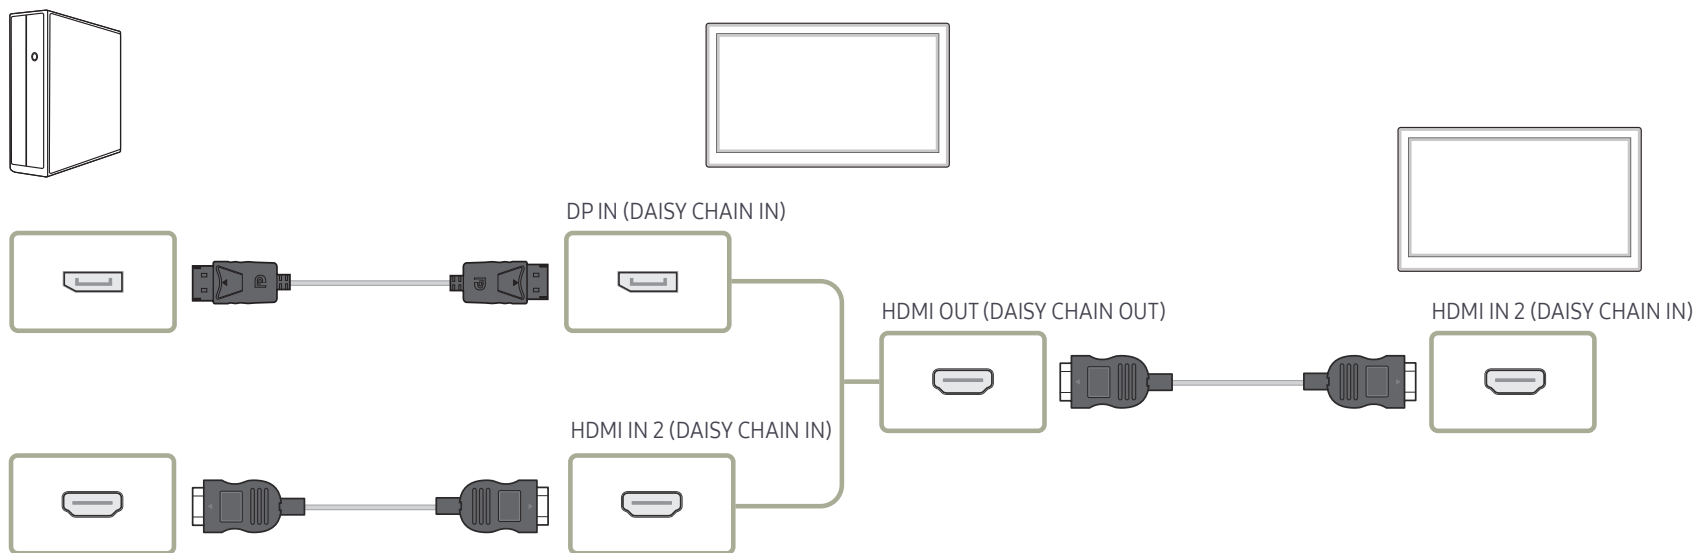 DP IN (DAISY CHAIN IN)
HDMI OUT (DAISY CHAIN OUT)
HDMI IN 2 (DAISY CHAIN IN)
HDMI IN 2 (DAISY CHAIN IN)